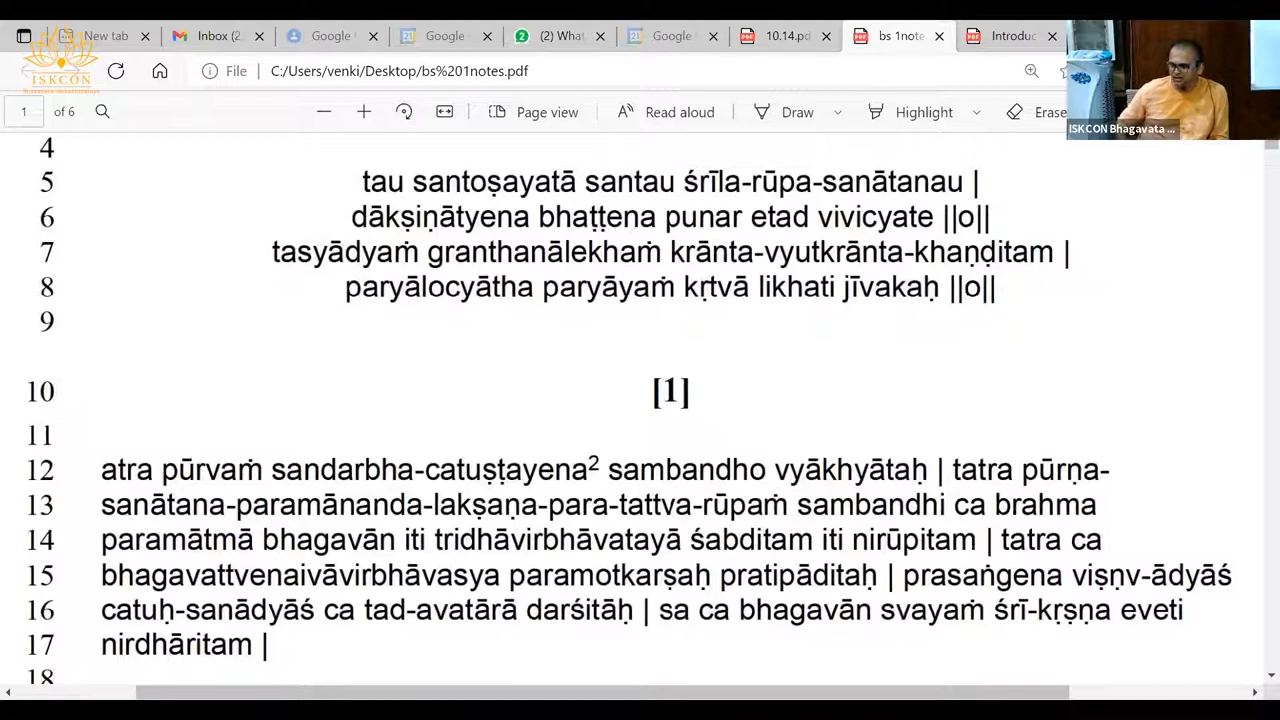 New tab
Inbox (2
Google
Google
(2) What
Google
10.14.pd
bs 1note
Introduc
ISKCON
File
C:/Users/venki/Desktop/bs%201notes.pdf
1 of 6
Page view
Read aloud
Draw
Highlight
Erase
ISKCON Bhagavata ...
4
5 tau santoṣayatā santau śrīla-rūpa-sanātanau |
6 dākṣiṇātyena bhaṭṭena punar etad vivicyate ||o||
7 tasyādyaṁ granthanālekhaṁ krānta-vyutkrānta-khaṇḍitam |
8 paryālocyātha paryāyaṁ kṛtvā likhati jīvakaḥ ||o||
9
10 [1]
11
12 atra pūrvaṁ sandarbha-catuṣṭayena2 sambandho vyākhyātaḥ | tatra pūrṇa-
13 sanātana-paramānanda-lakṣaṇa-para-tattva-rūpaṁ sambandhi ca brahma
14 paramātmā bhagavān iti tridhāvirbhāvatayā śabditam iti nirūpitam | tatra ca
15 bhagavattvenaivāvirbhāvasya paramotkarṣaḥ pratipāditaḥ | prasaṅgena viṣṇv-ādyāś
16 catuḥ-sanādyāś ca tad-avatārā darśitāḥ | sa ca bhagavān svayaṁ śrī-kṛṣṇa eveti
17 nirdhāritam |
18